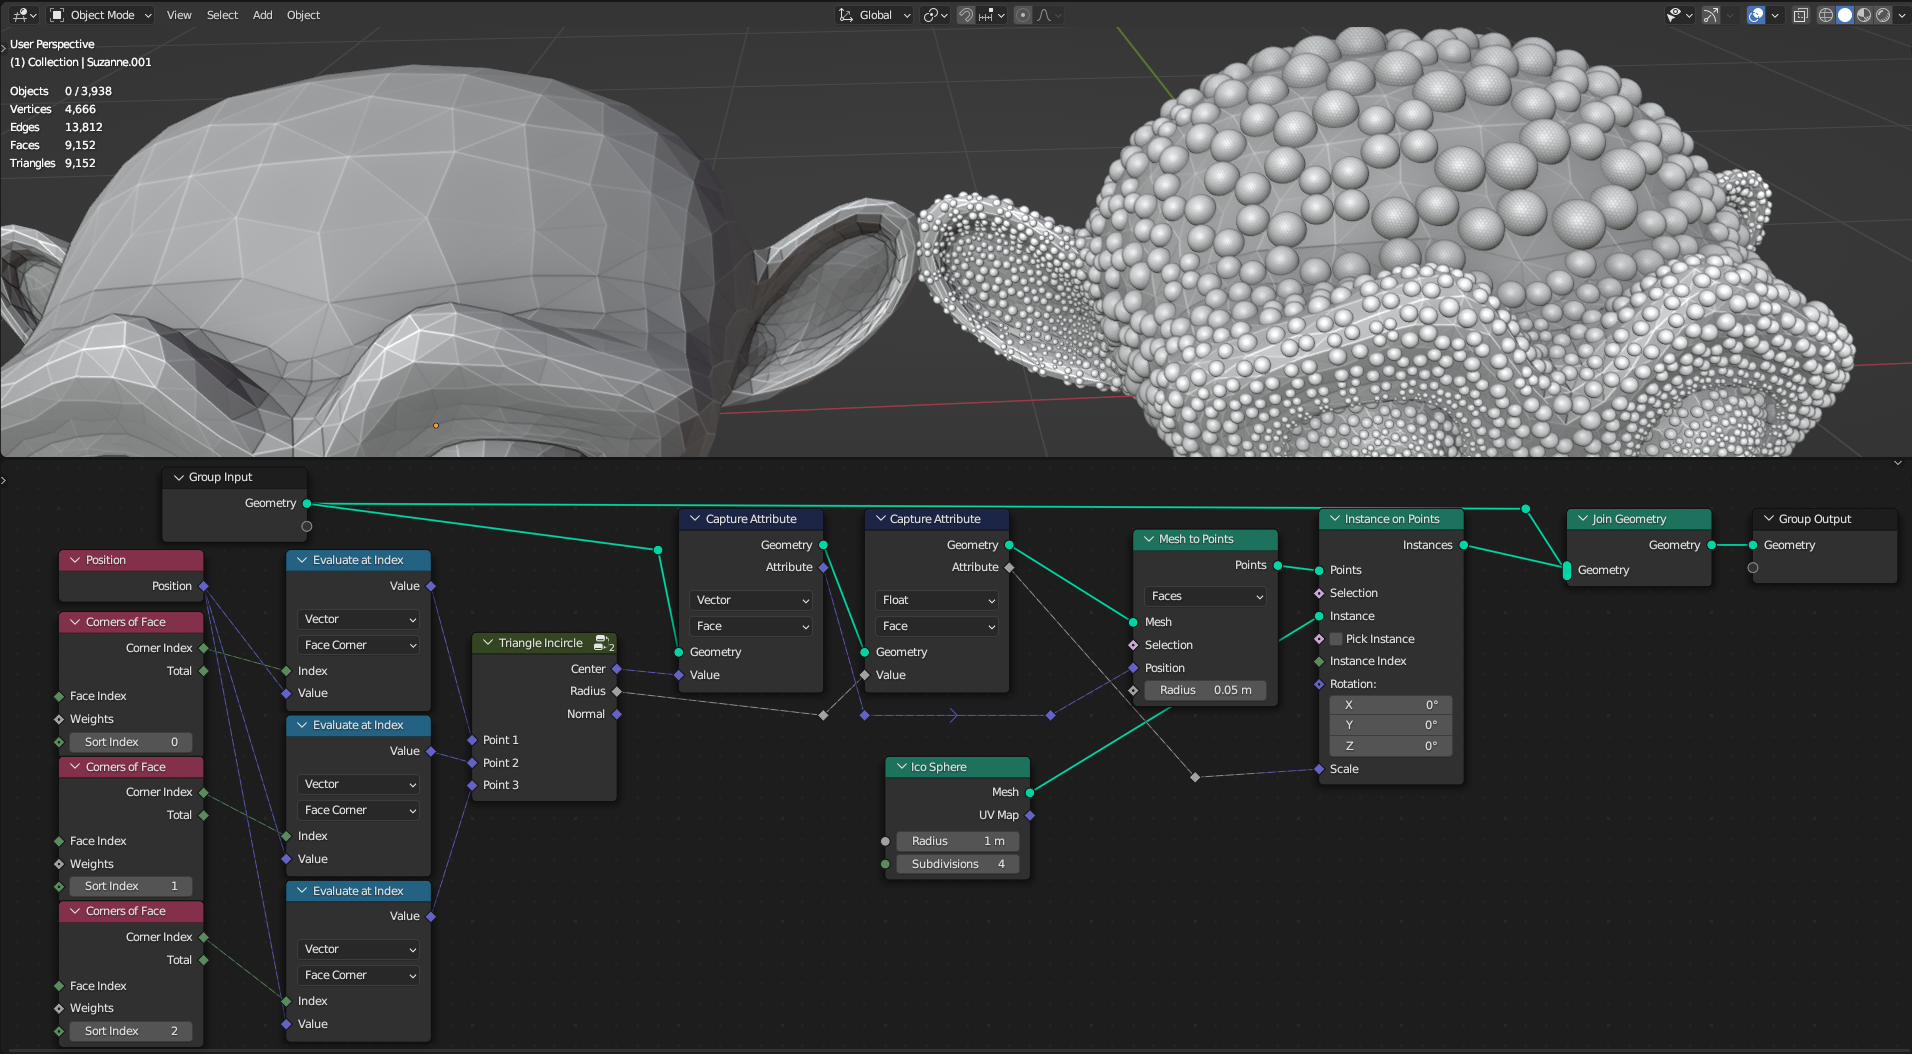 Object Mode View Select Add Object Global
User Perspective
(1) Collection | Suzanne.001
Objects 0 / 3,938
Vertices 4,666
Edges 13,812
Faces 9,152
Triangles 9,152
Group Input
Geometry
Position
Position
Corners of Face
Corner Index
Total
Face Index
Weights
Sort Index 0
Corners of Face
Corner Index
Total
Face Index
Weights
Sort Index 1
Corners of Face
Corner Index
Total
Face Index
Weights
Sort Index 2
Evaluate at Index
Value
Vector
Face Corner
Index
Value
Evaluate at Index
Value
Vector
Face Corner
Index
Value
Evaluate at Index
Value
Vector
Face Corner
Index
Value
Triangle Incircle 2
Center
Radius
Normal
Point 1
Point 2
Point 3
Capture Attribute
Geometry
Attribute
Vector
Face
Geometry
Value
Capture Attribute
Geometry
Attribute
Float
Face
Geometry
Value
Ico Sphere
Mesh
UV Map
Radius 1 m
Subdivisions 4
Mesh to Points
Points
Faces
Mesh
Selection
Position
Radius 0.05 m
Instance on Points
Instances
Points
Selection
Instance
Pick Instance
Instance Index
Rotation:
X 0°
Y 0°
Z 0°
Scale
Join Geometry
Geometry
Geometry
Group Output
Geometry